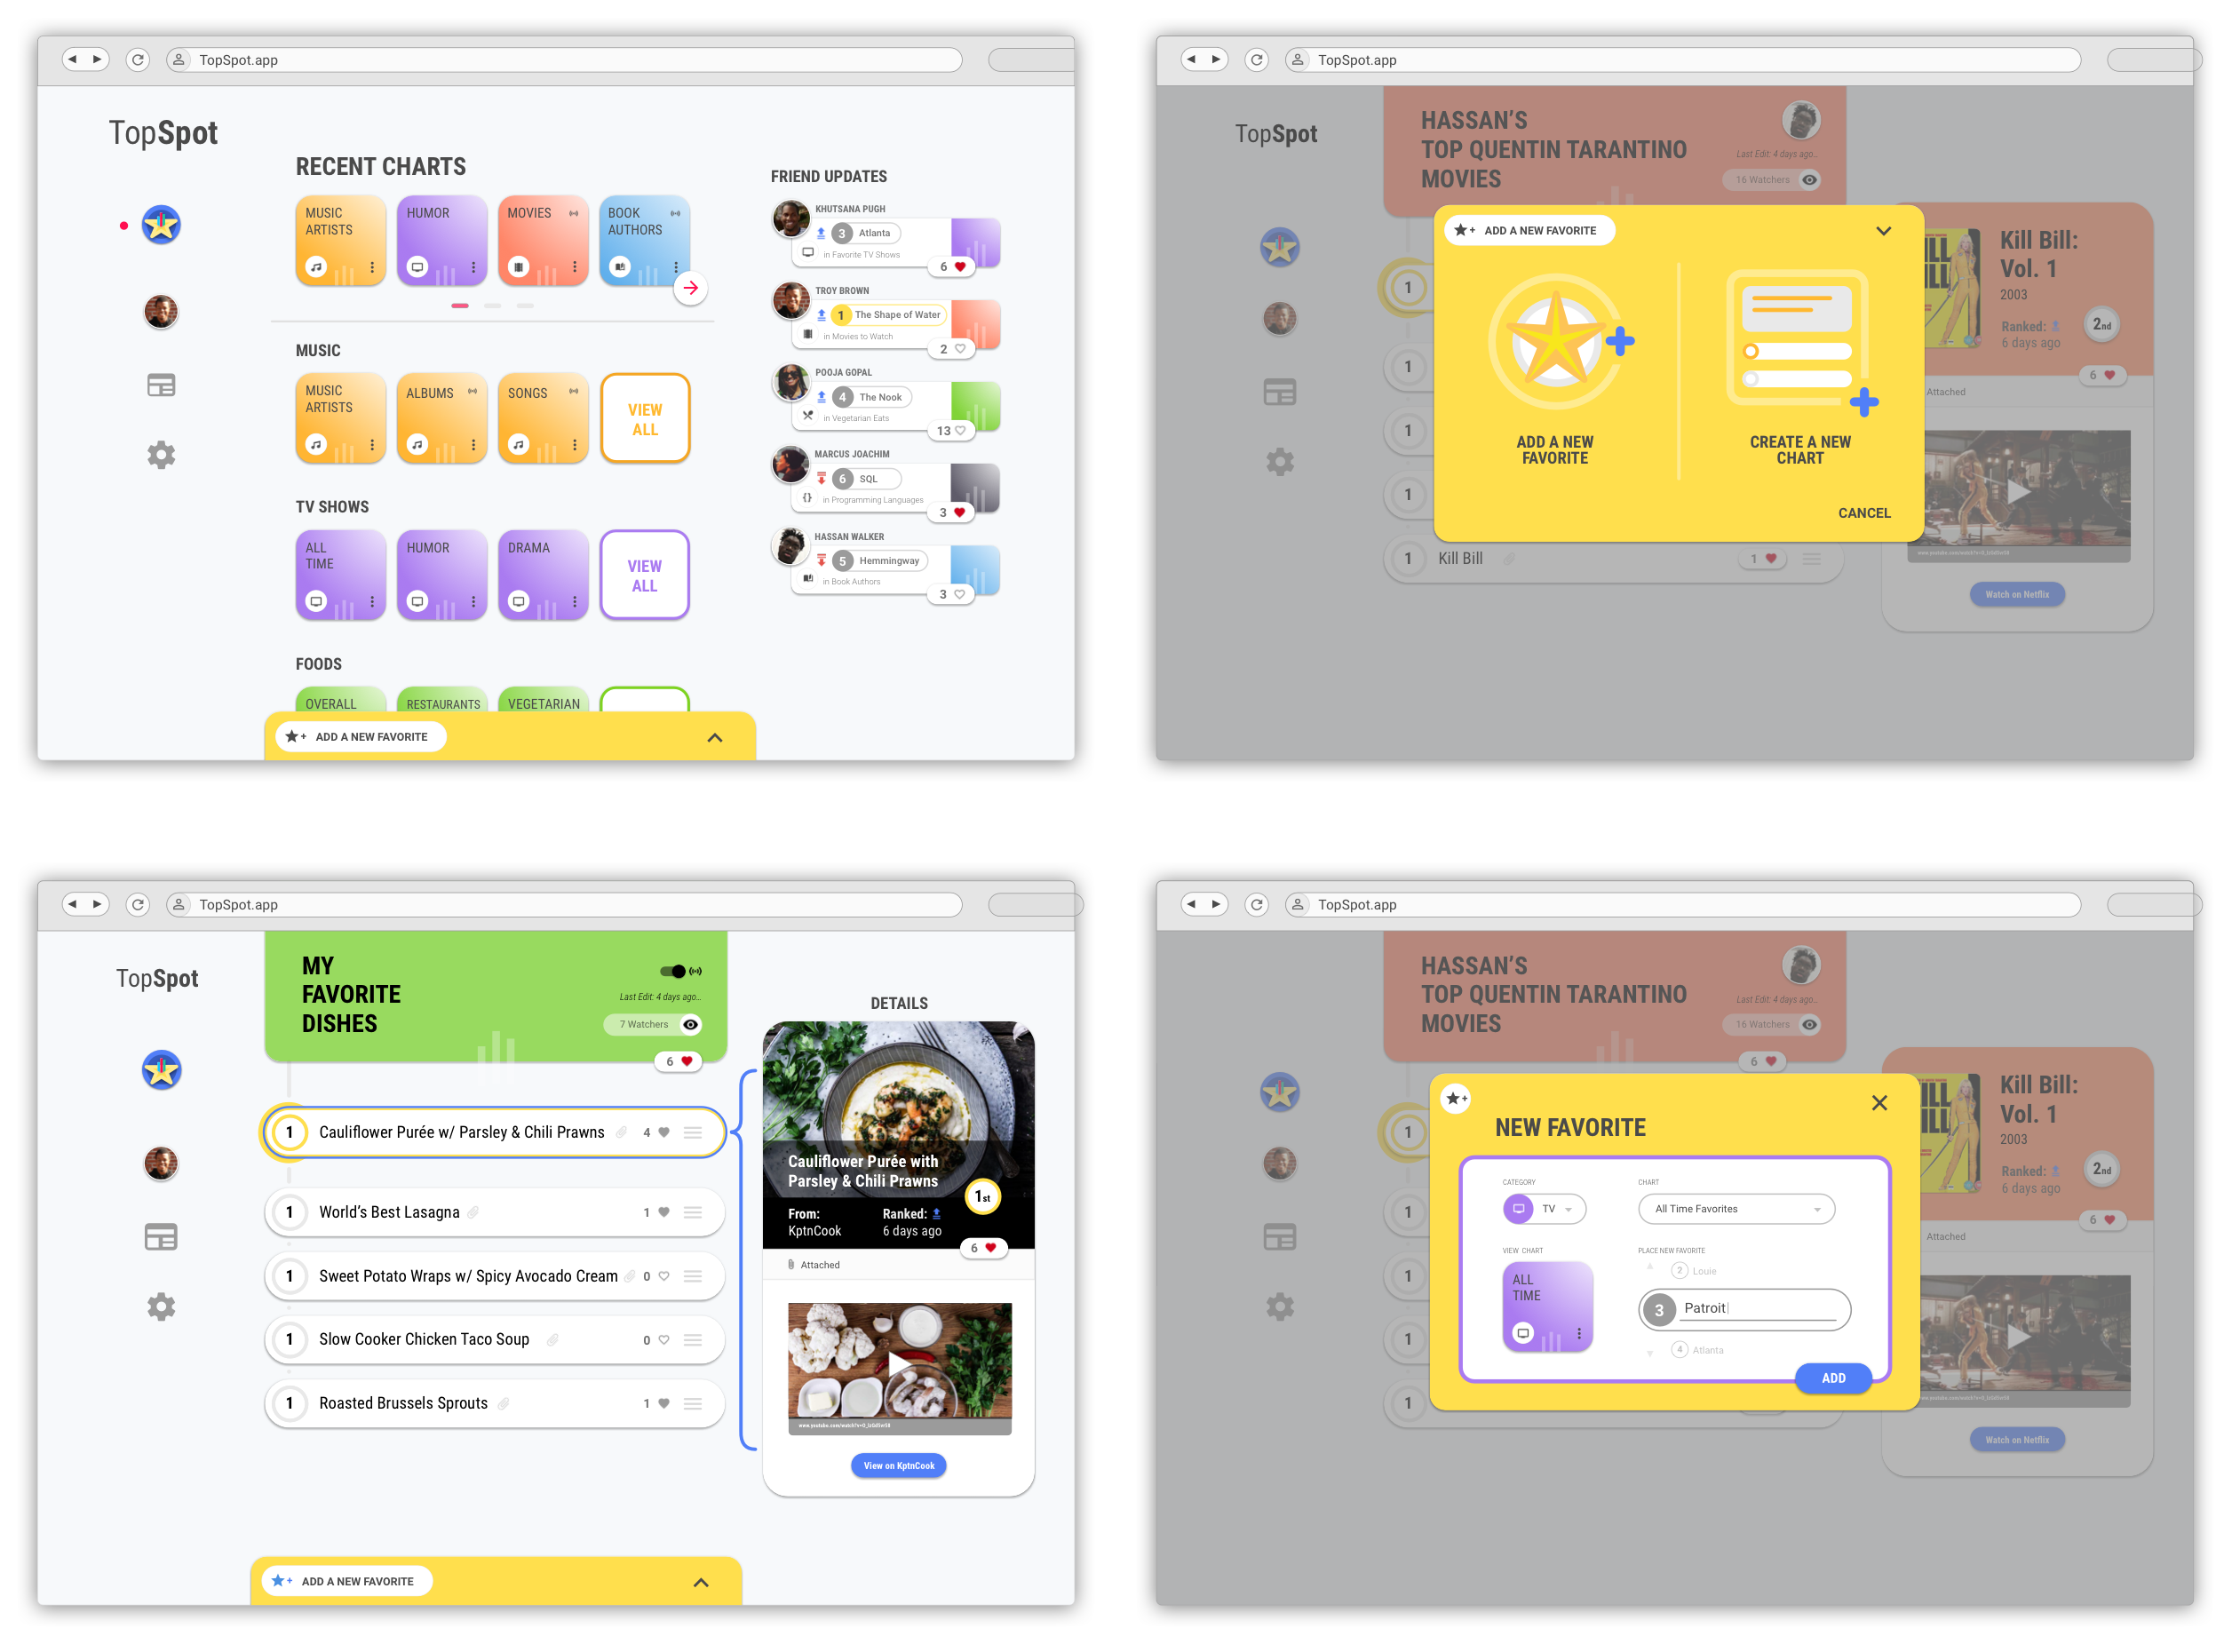 TopSpot.app
TopSpot
RECENT CHARTS
MUSIC
ARTISTS
HUMOR
MOVIES
BOOK
AUTHORS
MUSIC
MUSIC
ARTISTS
ALBUMS
SONGS
VIEW
ALL
TV SHOWS
ALL
TIME
HUMOR
DRAMA
VIEW
ALL
FOODS
OVERALL
RESTAURANTS
VEGETARIAN
ADD A NEW FAVORITE
FRIEND UPDATES
KHUTSANA PUGH
3 Atlanta
in Favorite TV Shows
6
TROY BROWN
1 The Shape of Water
in Movies to Watch
2
POOJA GOPAL
4 The Nook
in Vegetarian Eats
13
MARCUS JOACHIM
6 SQL
{} in Programming Languages
3
HASSAN WALKER
5 Hemmingway
in Book Authors
3
TopSpot.app
TopSpot
HASSAN'S
TOP QUENTIN TARANTINO
MOVIES
Last Edit: 4 days ago...
16 Watchers
ADD A NEW FAVORITE
ADD A NEW
FAVORITE
CREATE A NEW
CHART
CANCEL
1
1
1
1
1 Kill Bill
1
Kill Bill:
Vol. 1
2003
Ranked:
6 days ago
2nd
6
Attached
Watch on Netflix
TopSpot.app
TopSpot
MY
FAVORITE
DISHES
Last Edit: 4 days ago...
7 Watchers
6
1 Cauliflower Purée w/ Parsley & Chili Prawns 4
1 World's Best Lasagna 1
1 Sweet Potato Wraps w/ Spicy Avocado Cream 0
1 Slow Cooker Chicken Taco Soup 0
1 Roasted Brussels Sprouts 1
DETAILS
Cauliflower Purée with
Parsley & Chili Prawns
1st
From:
KptnCook
Ranked:
6 days ago
6
Attached
View on KptnCook
ADD A NEW FAVORITE
TopSpot.app
TopSpot
HASSAN'S
TOP QUENTIN TARANTINO
MOVIES
Last Edit: 4 days ago...
16 Watchers
6
NEW FAVORITE
CATEGORY
TV
CHART
All Time Favorites
VIEW CHART
ALL
TIME
PLACE NEW FAVORITE
2 Louie
3 Patroit
4 Atlanta
ADD
1
1
1
1
1
Kill Bill:
Vol. 1
2003
Ranked:
6 days ago
2nd
6
Attached
Watch on Netflix